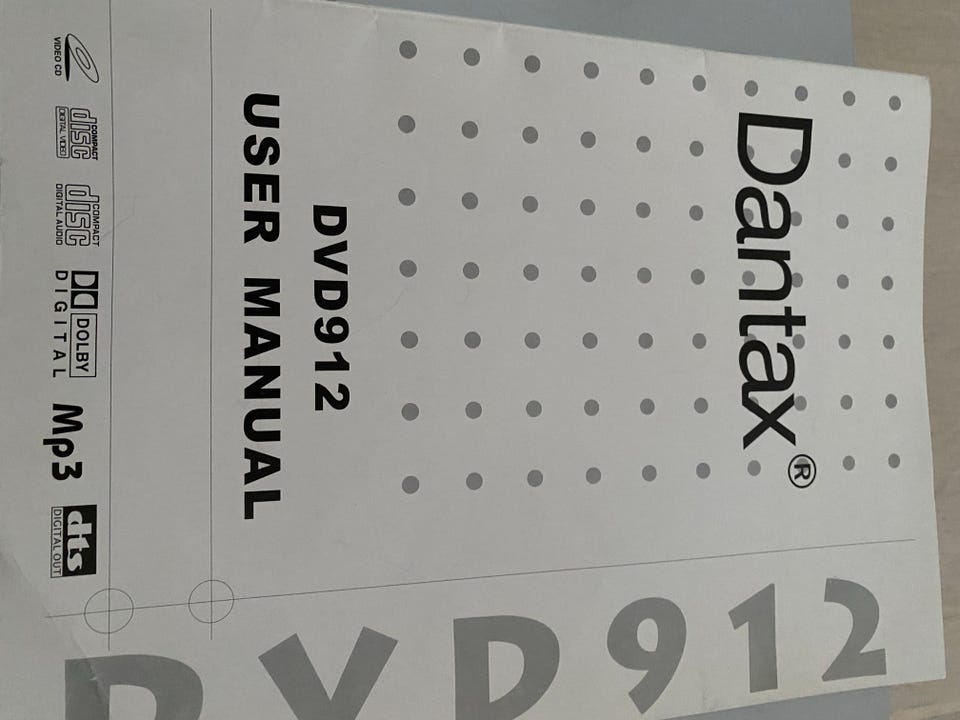 Dantax®
DVD912
USER MANUAL
VIDEO CD
COMPACT
disc
DIGITAL VIDEO
COMPACT
disc
DIGITAL AUDIO
DOLBY
DIGITAL
Mp3
dts
DIGITAL OUT
DVD912